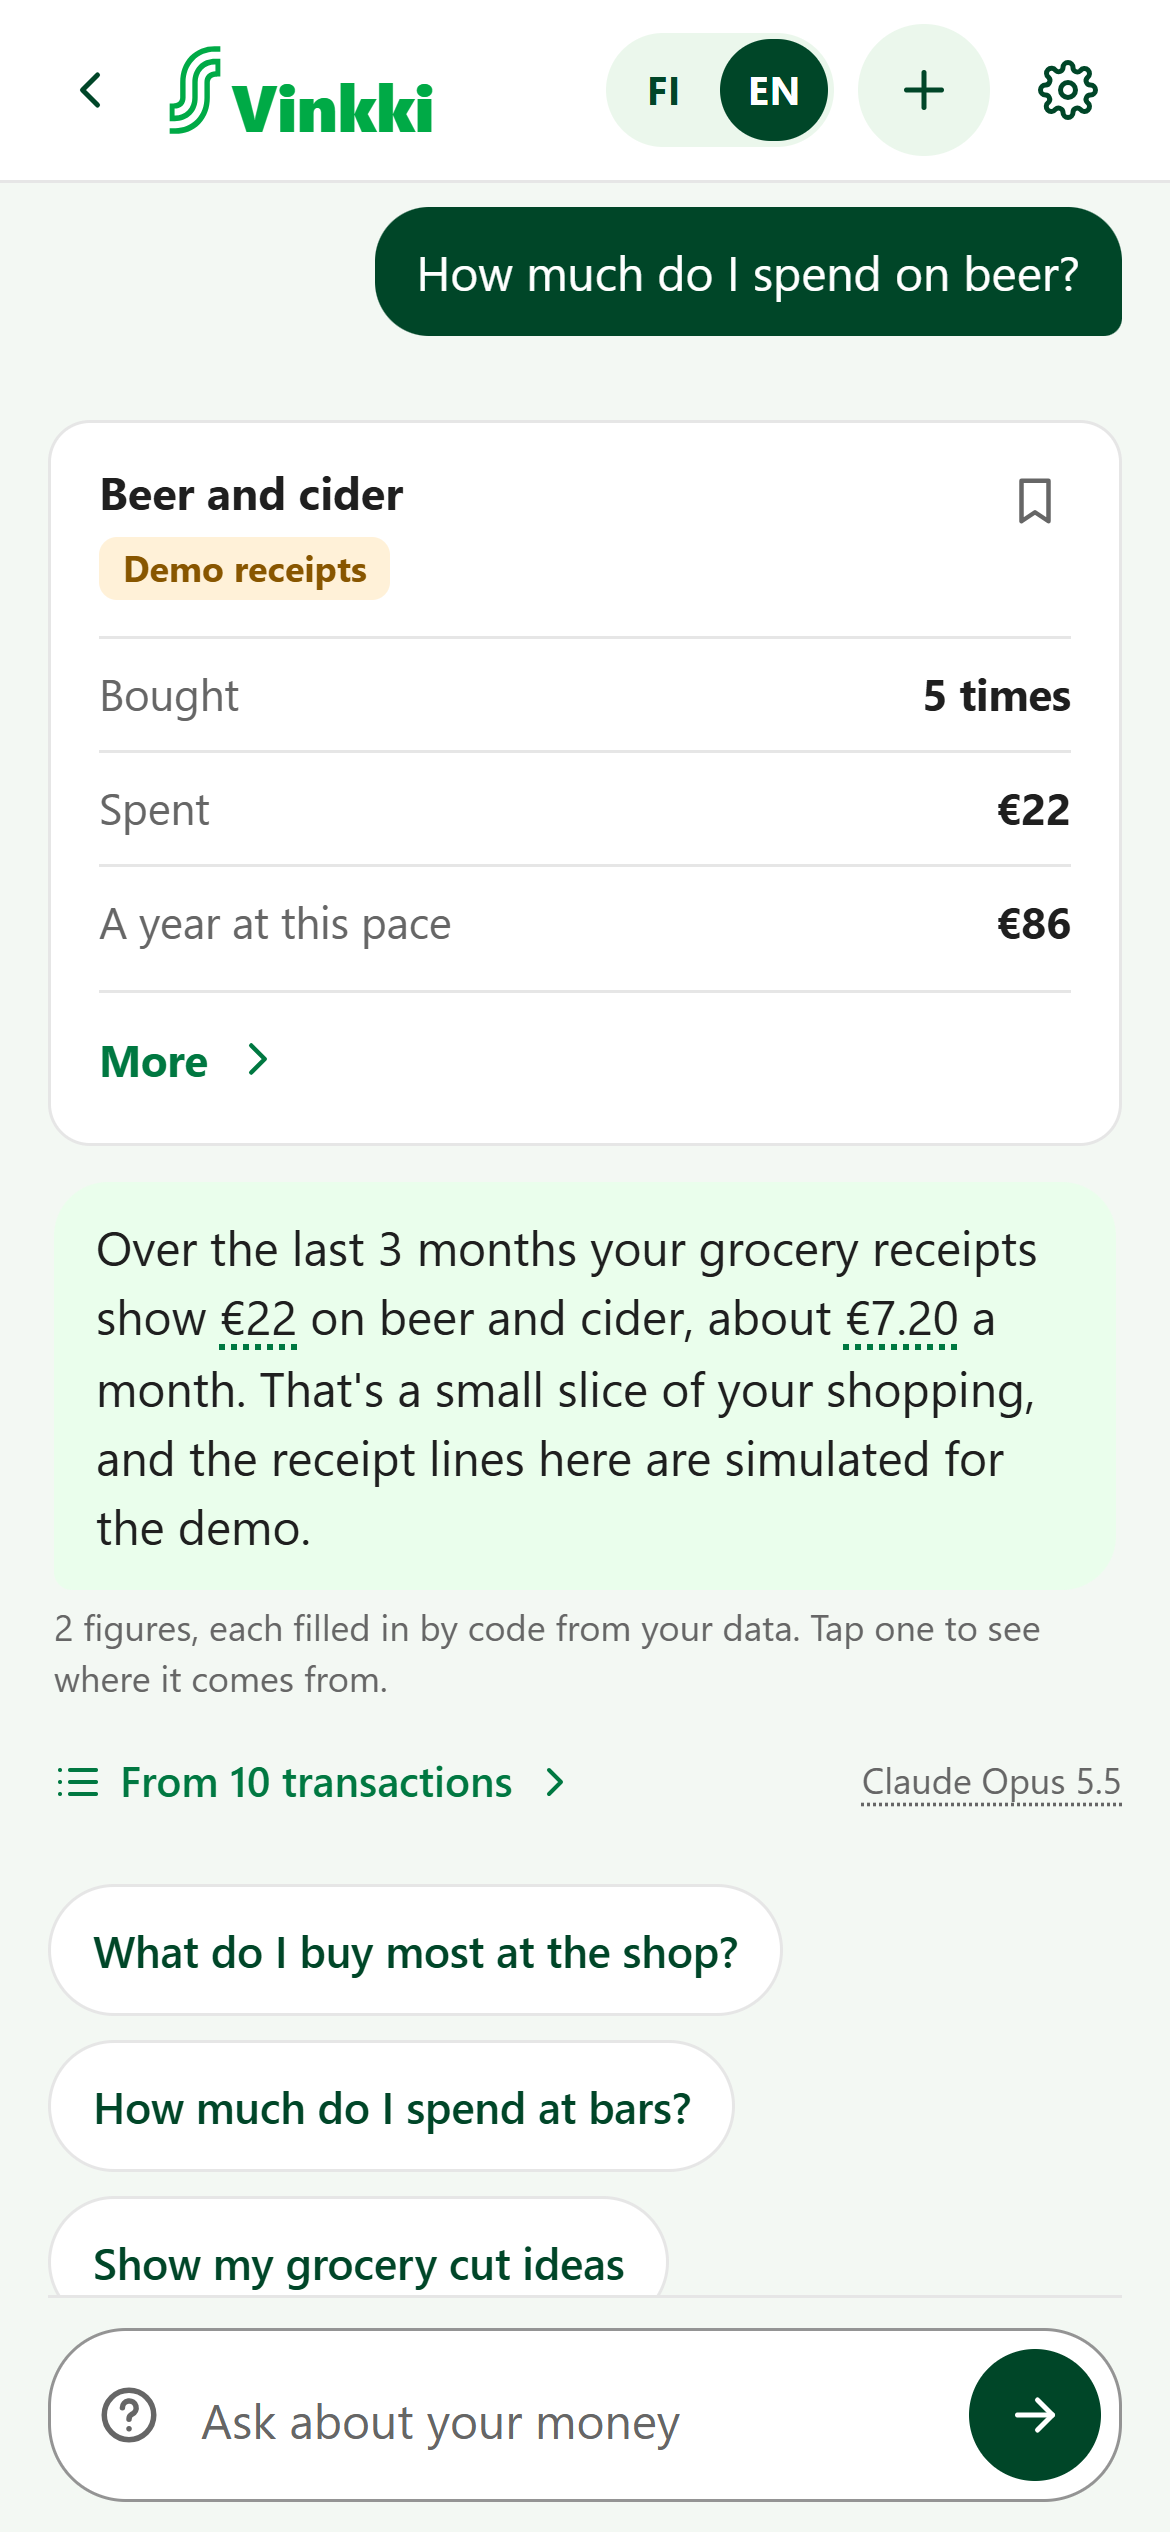 Vinkki
FI
EN
How much do I spend on beer?
Beer and cider
Demo receipts
Bought
5 times
Spent
€22
A year at this pace
€86
More
Over the last 3 months your grocery receipts
show €22 on beer and cider, about €7.20 a
month. That's a small slice of your shopping,
and the receipt lines here are simulated for
the demo.
2 figures, each filled in by code from your data. Tap one to see
where it comes from.
From 10 transactions
Claude Opus 5.5
What do I buy most at the shop?
How much do I spend at bars?
Show my grocery cut ideas
Ask about your money